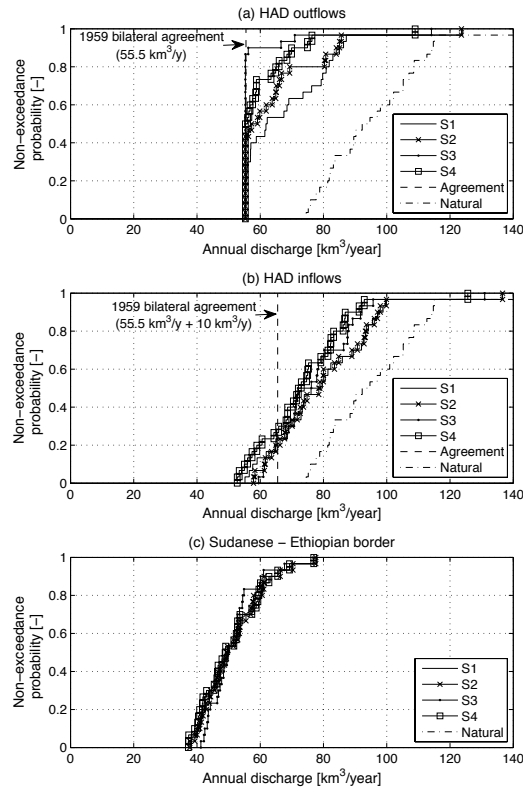 (a) HAD outflows
1959 bilateral agreement
(55.5 km³/y)
Non−exceedance
probability [−]
1
0.8
0.6
0.4
0.2
0
S1
S2
S3
S4
Agreement
Natural
0 20 40 60 80 100 120 140
Annual discharge [km³/year]
(b) HAD inflows
1959 bilateral agreement
(55.5 km³/y + 10 km³/y)
Non−exceedance
probability [−]
1
0.8
0.6
0.4
0.2
0
S1
S2
S3
S4
Agreement
Natural
0 20 40 60 80 100 120 140
Annual discharge [km³/year]
(c) Sudanese − Ethiopian border
Non−exceedance
probability [−]
1
0.8
0.6
0.4
0.2
0
S1
S2
S3
S4
Natural
0 20 40 60 80 100 120 140
Annual discharge [km³/year]